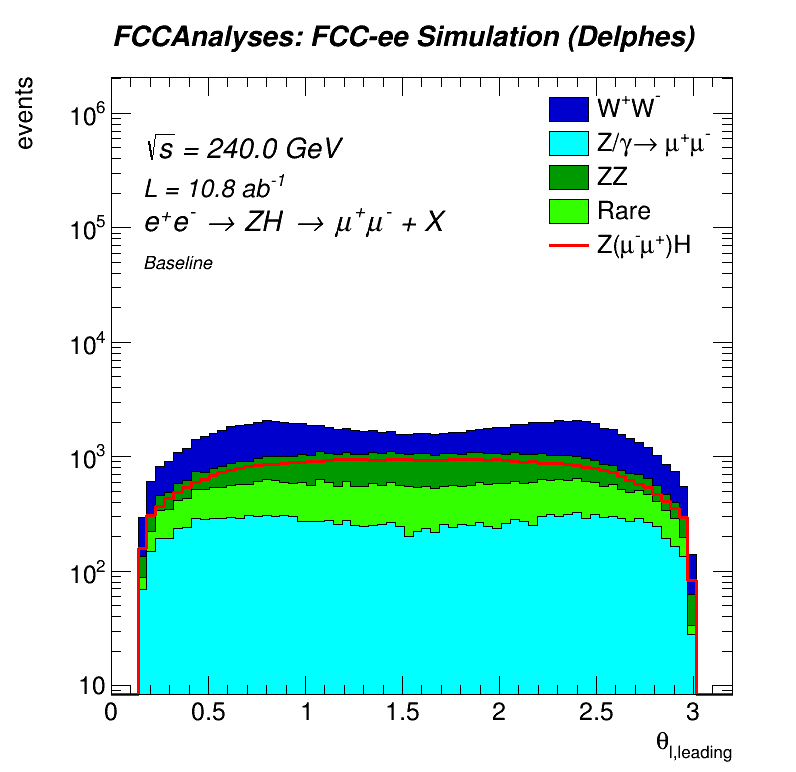 FCCAnalyses: FCC-ee Simulation (Delphes)
events
10⁶
10⁵
10⁴
10³
10²
10
√s = 240.0 GeV
L = 10.8 ab⁻¹
e⁺e⁻ → ZH → μ⁺μ⁻ + X
Baseline
W⁺W⁻
Z/γ→ μ⁺μ⁻
ZZ
Rare
Z(μ⁻μ⁺)H
0 0.5 1 1.5 2 2.5 3
θl,leading